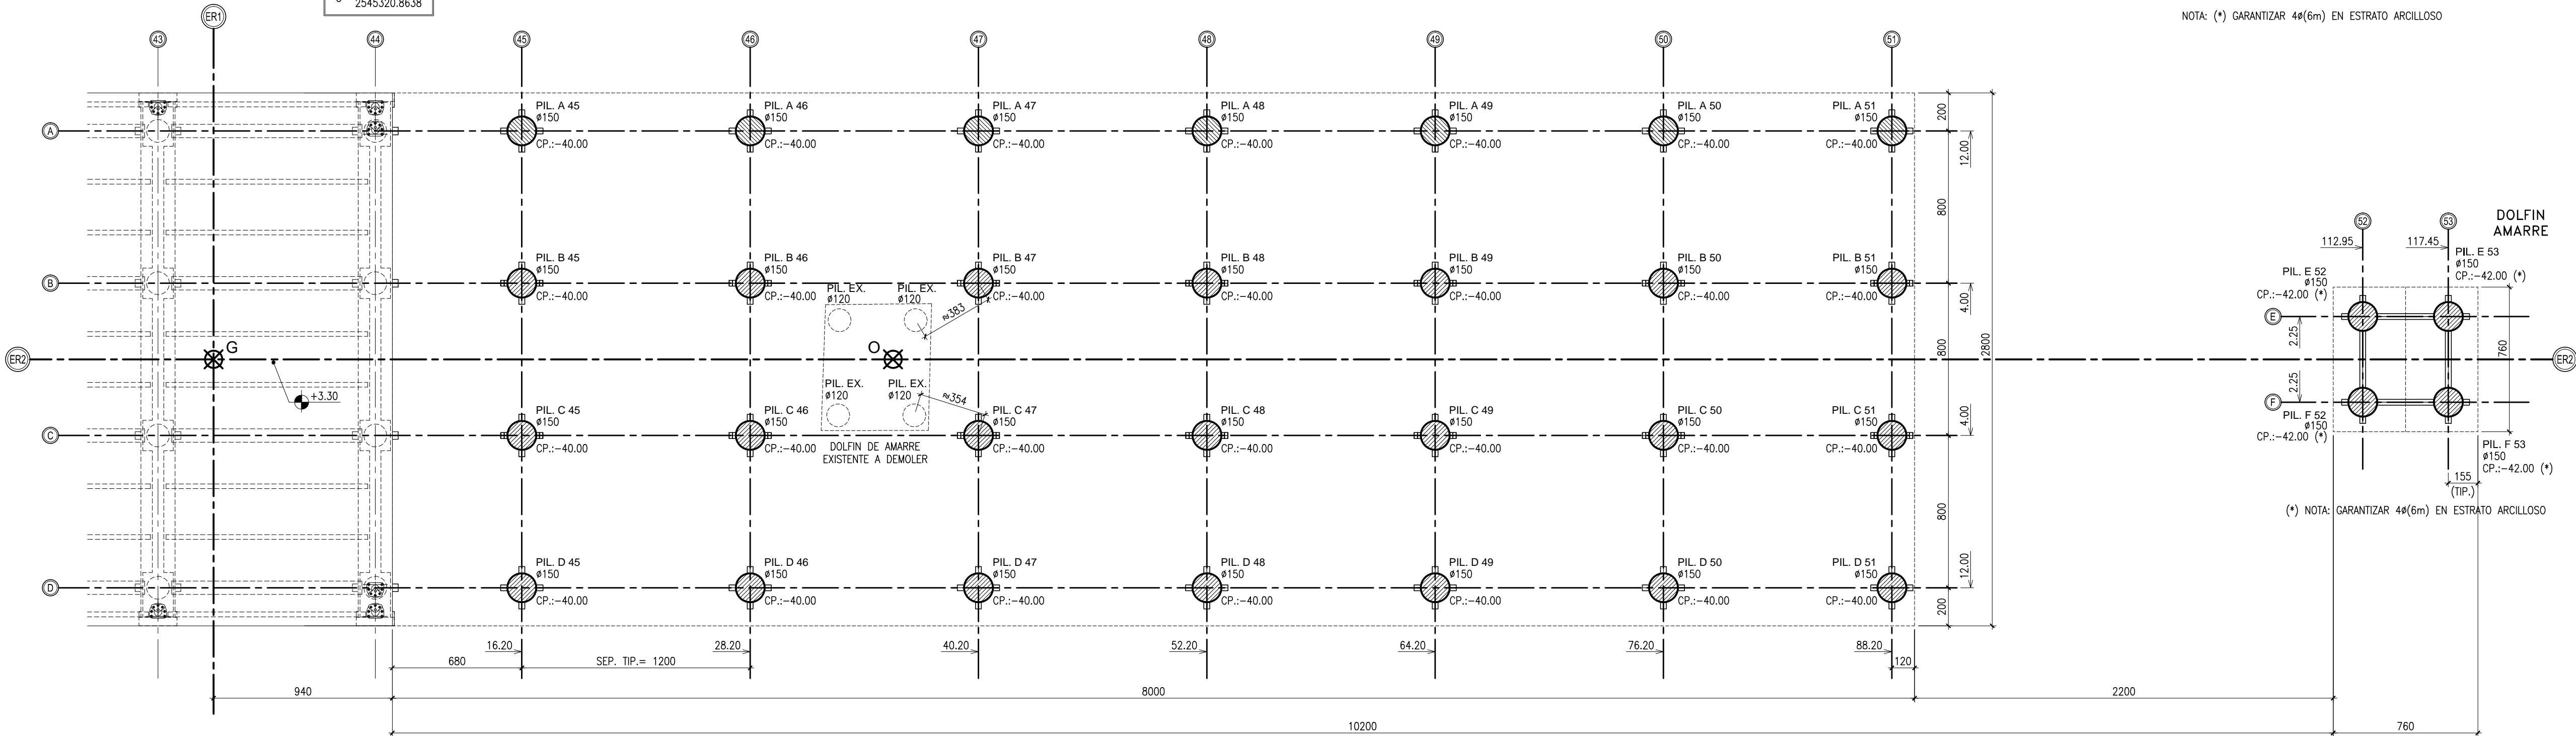 2545320.8638
NOTA: (*) GARANTIZAR 4ø(6m) EN ESTRATO ARCILLOSO
ER1
43
44
45
46
47
48
49
50
51
A
PIL. A 45
ø150
CP.:-40.00
PIL. A 46
ø150
CP.:-40.00
PIL. A 47
ø150
CP.:-40.00
PIL. A 48
ø150
CP.:-40.00
PIL. A 49
ø150
CP.:-40.00
PIL. A 50
ø150
CP.:-40.00
PIL. A 51
ø150
CP.:-40.00
200
12.00
800
B
PIL. B 45
ø150
CP.:-40.00
PIL. B 46
ø150
CP.:-40.00
PIL. B 47
ø150
CP.:-40.00
PIL. B 48
ø150
CP.:-40.00
PIL. B 49
ø150
CP.:-40.00
PIL. B 50
ø150
CP.:-40.00
PIL. B 51
ø150
CP.:-40.00
4.00
PIL. EX.
ø120
PIL. EX.
ø120
≈383
ER2
G
O
+3.30
800
2800
PIL. EX.
ø120
PIL. EX.
ø120
≈354
DOLFIN DE AMARRE
EXISTENTE A DEMOLER
C
PIL. C 45
ø150
CP.:-40.00
PIL. C 46
ø150
CP.:-40.00
PIL. C 47
ø150
CP.:-40.00
PIL. C 48
ø150
CP.:-40.00
PIL. C 49
ø150
CP.:-40.00
PIL. C 50
ø150
CP.:-40.00
PIL. C 51
ø150
CP.:-40.00
4.00
800
D
PIL. D 45
ø150
CP.:-40.00
PIL. D 46
ø150
CP.:-40.00
PIL. D 47
ø150
CP.:-40.00
PIL. D 48
ø150
CP.:-40.00
PIL. D 49
ø150
CP.:-40.00
PIL. D 50
ø150
CP.:-40.00
PIL. D 51
ø150
CP.:-40.00
12.00
200
52
53
DOLFIN
AMARRE
112.95
117.45
PIL. E 52
ø150
CP.:-42.00 (*)
PIL. E 53
ø150
CP.:-42.00 (*)
E
2.25
760
ER2
2.25
F
PIL. F 52
ø150
CP.:-42.00 (*)
PIL. F 53
ø150
CP.:-42.00 (*)
155
(TIP.)
(*) NOTA: GARANTIZAR 4ø(6m) EN ESTRATO ARCILLOSO
16.20
28.20
40.20
52.20
64.20
76.20
88.20
680
SEP. TIP.= 1200
120
940
8000
2200
10200
760